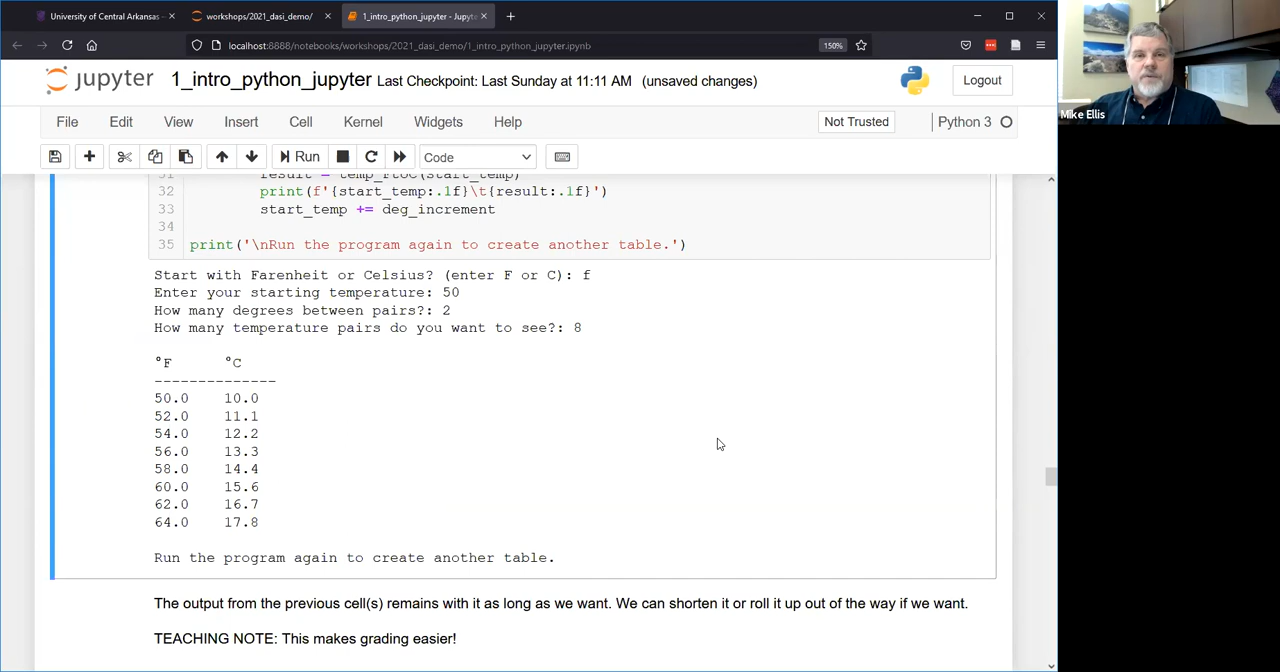 University of Central Arkansas
workshops/2021_dasi_demo/
1_intro_python_jupyter - Jupyte
localhost:8888/notebooks/workshops/2021_dasi_demo/1_intro_python_jupyter.ipynb
150%
Mike Ellis
jupyter 1_intro_python_jupyter Last Checkpoint: Last Sunday at 11:11 AM (unsaved changes)
Logout
File Edit View Insert Cell Kernel Widgets Help
Not Trusted
Python 3
Run
Code
31 result = temp_FtoC(start_temp)
32 print(f'{start_temp:.1f}\t{result:.1f}')
33 start_temp += deg_increment
34
35 print('\nRun the program again to create another table.')
Start with Farenheit or Celsius? (enter F or C): f
Enter your starting temperature: 50
How many degrees between pairs?: 2
How many temperature pairs do you want to see?: 8
°F °C
--------------
50.0 10.0
52.0 11.1
54.0 12.2
56.0 13.3
58.0 14.4
60.0 15.6
62.0 16.7
64.0 17.8
Run the program again to create another table.
The output from the previous cell(s) remains with it as long as we want. We can shorten it or roll it up out of the way if we want.
TEACHING NOTE: This makes grading easier!